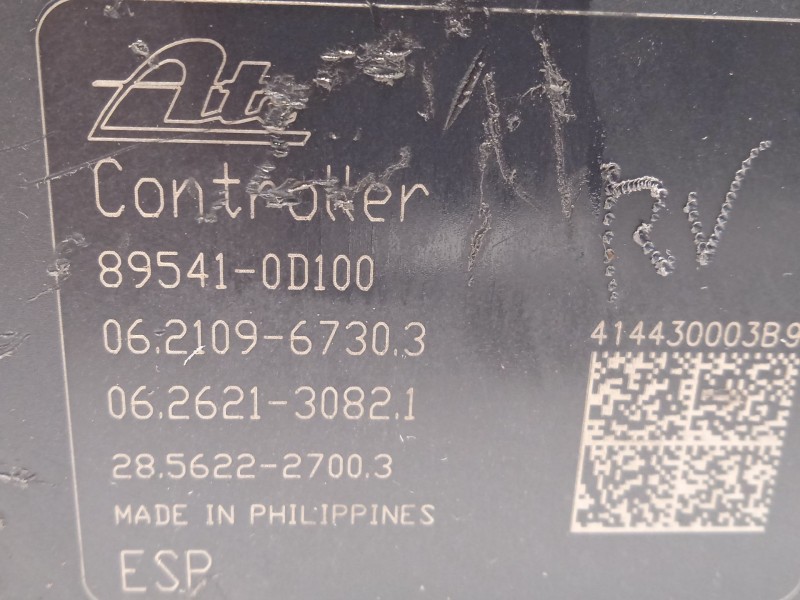 Ate
Controller
89541-0D100
06.2109-6730.3
06.2621-3082.1
28.5622-2700.3
MADE IN PHILIPPINES
ESP
RV
414430003B9